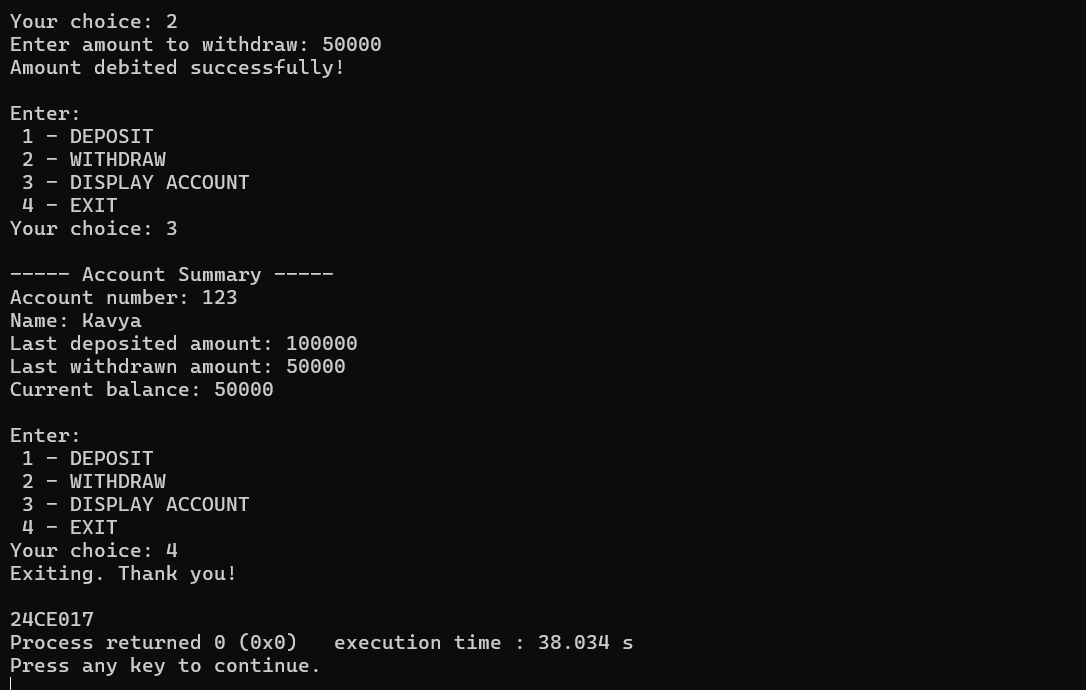 Your choice: 2
Enter amount to withdraw: 50000
Amount debited successfully!

Enter:
 1 - DEPOSIT
 2 - WITHDRAW
 3 - DISPLAY ACCOUNT
 4 - EXIT
Your choice: 3

----- Account Summary -----
Account number: 123
Name: Kavya
Last deposited amount: 100000
Last withdrawn amount: 50000
Current balance: 50000

Enter:
 1 - DEPOSIT
 2 - WITHDRAW
 3 - DISPLAY ACCOUNT
 4 - EXIT
Your choice: 4
Exiting. Thank you!

24CE017
Process returned 0 (0x0)   execution time : 38.034 s
Press any key to continue.